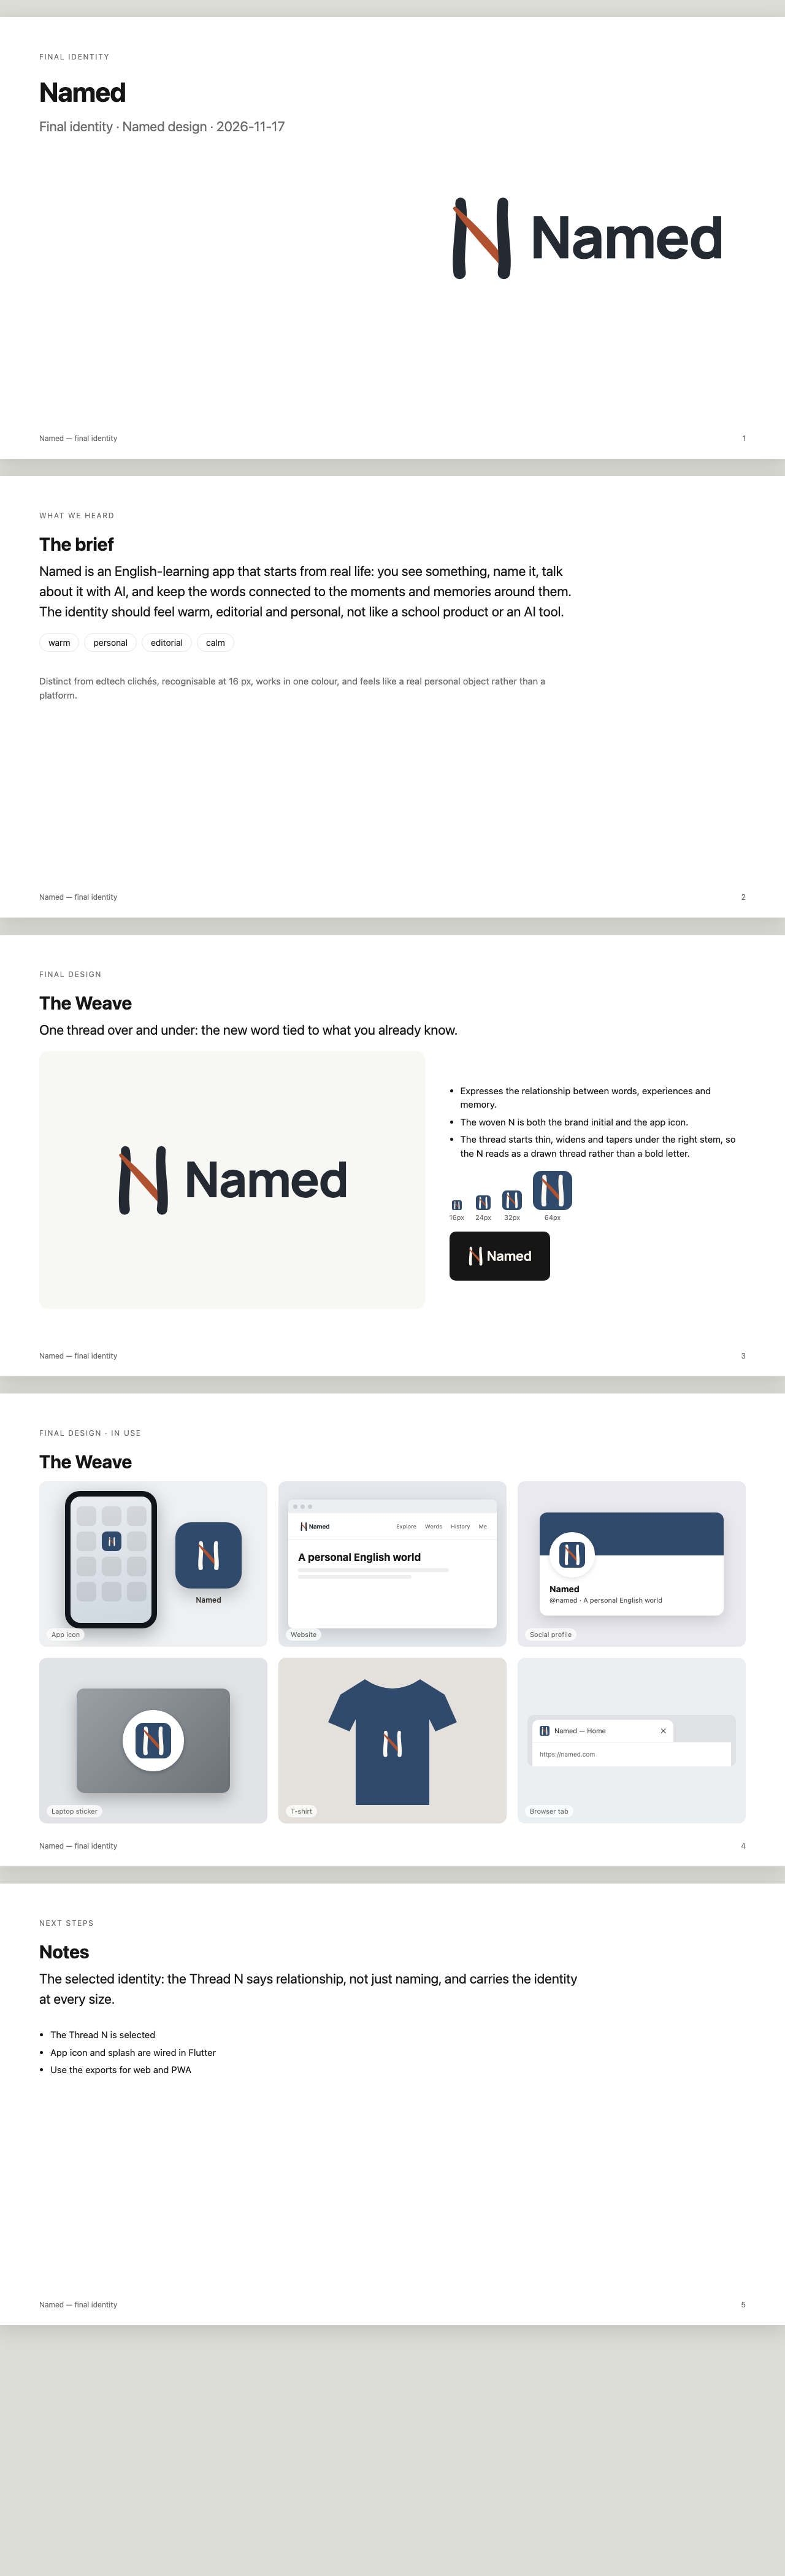 FINAL IDENTITY
Named
Final identity · Named design · 2026-11-17
Named
Named — final identity
1
WHAT WE HEARD
The brief
Named is an English-learning app that starts from real life: you see something, name it, talk
about it with AI, and keep the words connected to the moments and memories around them.
The identity should feel warm, editorial and personal, not like a school product or an AI tool.
warm
personal
editorial
calm
Distinct from edtech clichés, recognisable at 16 px, works in one colour, and feels like a real personal object rather than a
platform.
Named — final identity
2
FINAL DESIGN
The Weave
One thread over and under: the new word tied to what you already know.
Named
• Expresses the relationship between words, experiences and
memory.
• The woven N is both the brand initial and the app icon.
• The thread starts thin, widens and tapers under the right stem, so
the N reads as a drawn thread rather than a bold letter.
16px
24px
32px
64px
Named
Named — final identity
3
FINAL DESIGN · IN USE
The Weave
Named
App icon
Named
Explore
Words
History
Me
A personal English world
Website
Named
@named · A personal English world
Social profile
Laptop sticker
T-shirt
Named — Home
https://named.com
Browser tab
Named — final identity
4
NEXT STEPS
Notes
The selected identity: the Thread N says relationship, not just naming, and carries the identity
at every size.
• The Thread N is selected
• App icon and splash are wired in Flutter
• Use the exports for web and PWA
Named — final identity
5